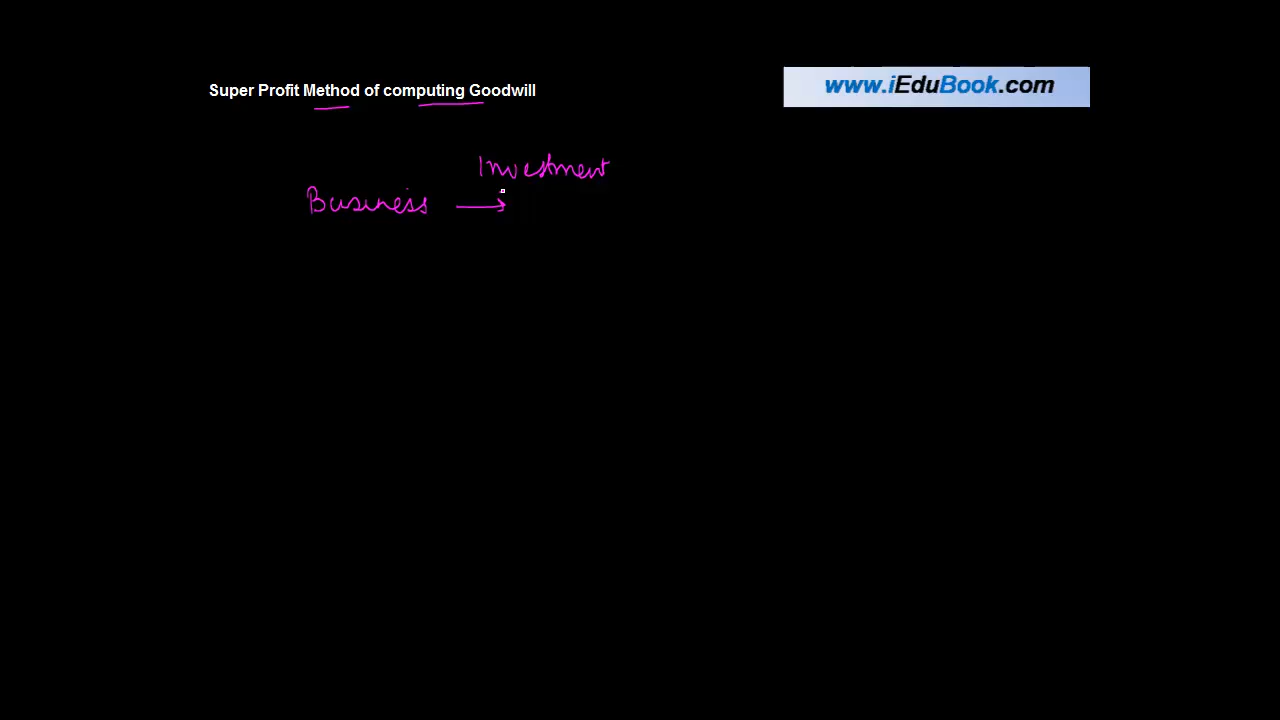 Super Profit Method of computing Goodwill
www.iEduBook.com
Investment
Business →